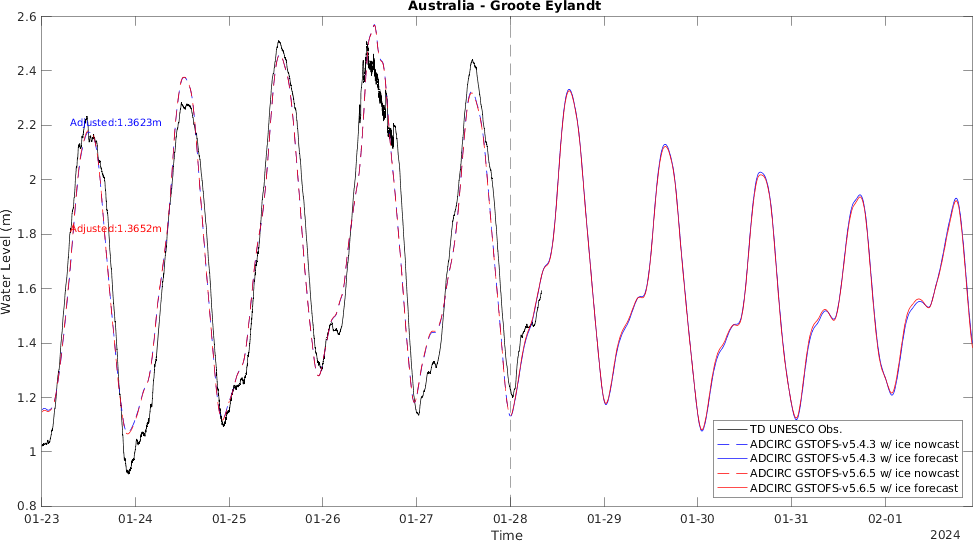 Australia - Groote Eylandt
2.6
2.4
2.2
2
1.8
1.6
1.4
1.2
1
0.8
Water Level (m)
Adjusted:1.3623m
Adjusted:1.3652m
TD UNESCO Obs.
ADCIRC GSTOFS-v5.4.3 w/ ice nowcast
ADCIRC GSTOFS-v5.4.3 w/ ice forecast
ADCIRC GSTOFS-v5.6.5 w/ ice nowcast
ADCIRC GSTOFS-v5.6.5 w/ ice forecast
01-23 01-24 01-25 01-26 01-27 01-28 01-29 01-30 01-31 02-01
Time
2024